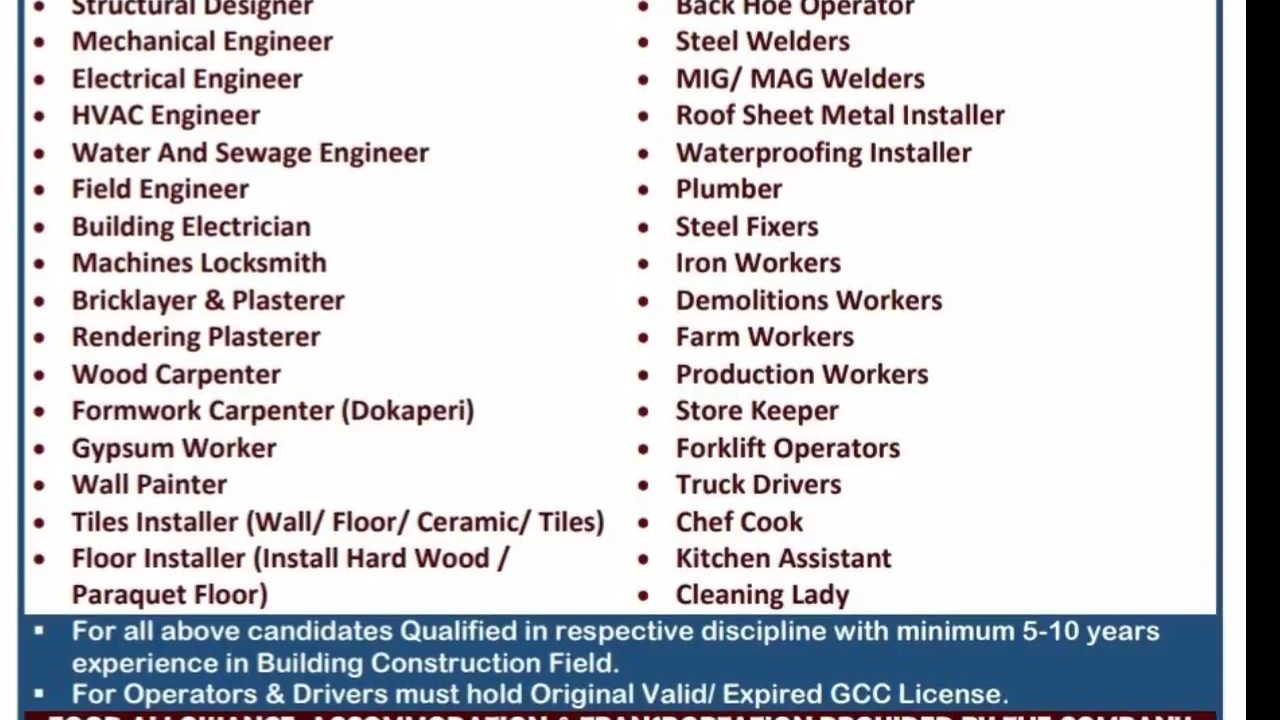 Structural Designer
Mechanical Engineer
Electrical Engineer
HVAC Engineer
Water And Sewage Engineer
Field Engineer
Building Electrician
Machines Locksmith
Bricklayer & Plasterer
Rendering Plasterer
Wood Carpenter
Formwork Carpenter (Dokaperi)
Gypsum Worker
Wall Painter
Tiles Installer (Wall/ Floor/ Ceramic/ Tiles)
Floor Installer (Install Hard Wood /
Paraquet Floor)
Back Hoe Operator
Steel Welders
MIG/ MAG Welders
Roof Sheet Metal Installer
Waterproofing Installer
Plumber
Steel Fixers
Iron Workers
Demolitions Workers
Farm Workers
Production Workers
Store Keeper
Forklift Operators
Truck Drivers
Chef Cook
Kitchen Assistant
Cleaning Lady
For all above candidates Qualified in respective discipline with minimum 5-10 years
experience in Building Construction Field.
For Operators & Drivers must hold Original Valid/ Expired GCC License.